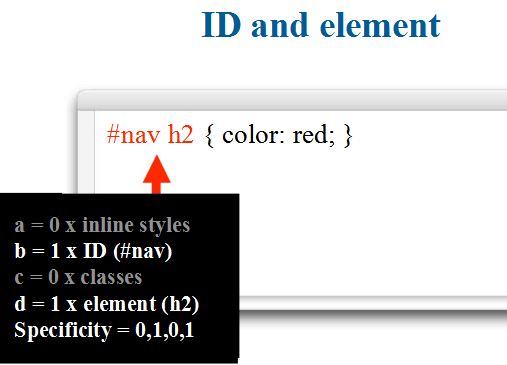 ID and element
#nav h2 { color: red; }
a = 0 x inline styles
b = 1 x ID (#nav)
c = 0 x classes
d = 1 x element (h2)
Specificity = 0,1,0,1